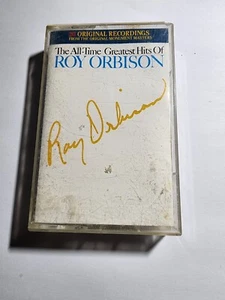 ORIGINAL RECORDINGS
FROM THE ORIGINAL MONUMENT MASTERS
The All-Time Greatest Hits Of
ROY ORBISON
Roy Orbison